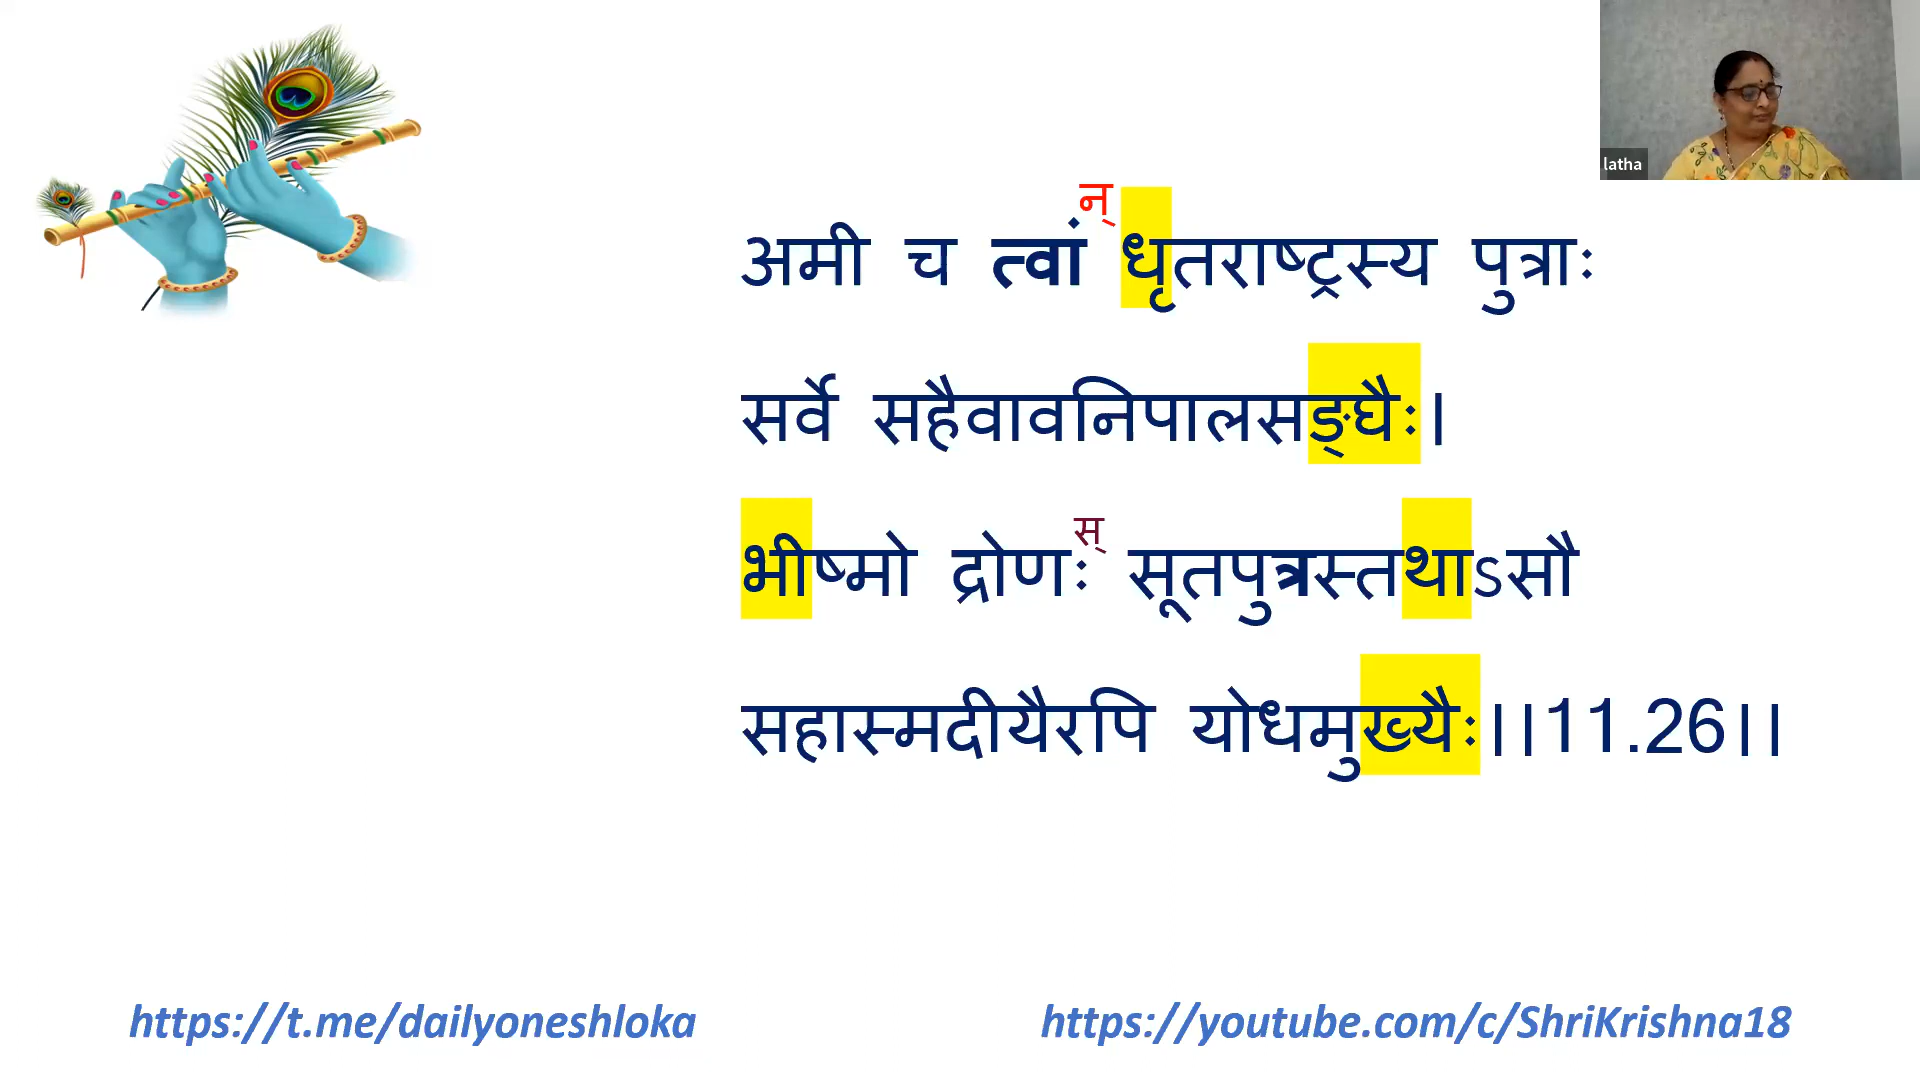 latha
न्
अमी च त्वां धृतराष्ट्रस्य पुत्राः
सर्वे सहैवावनिपालसङ्घैः।
स्
भीष्मो द्रोणः सूतपुत्रस्तथाऽसौ
सहास्मदीयैरपि योधमुख्यैः।।11.26।।
https://t.me/dailyoneshloka
https://youtube.com/c/ShriKrishna18